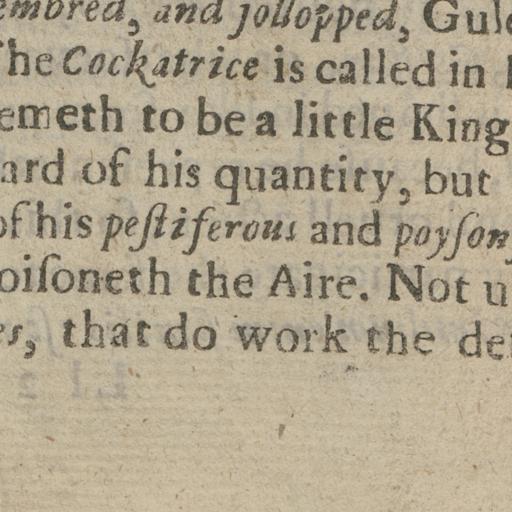 embred, and jollopped, Gule
The Cockatrice is called in
emeth to be a little King
ard of his quantity, but
of his peſtiferous and poyſon
oiſoneth the Aire. Not u
es, that do work the de